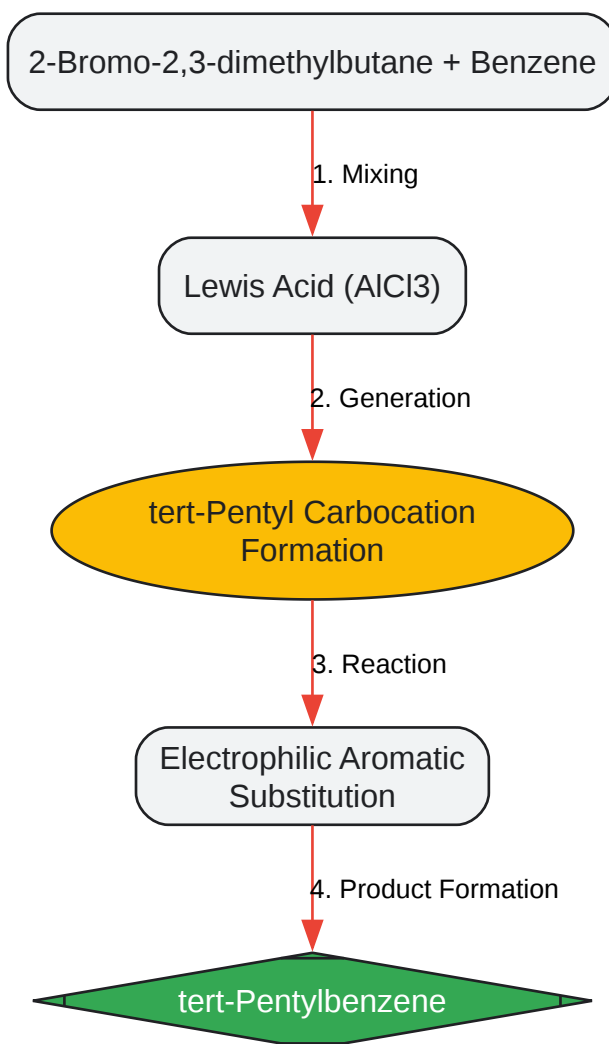 2-Bromo-2,3-dimethylbutane + Benzene
1. Mixing
Lewis Acid (AlCl3)
2. Generation
tert-Pentyl Carbocation
Formation
3. Reaction
Electrophilic Aromatic
Substitution
4. Product Formation
tert-Pentylbenzene